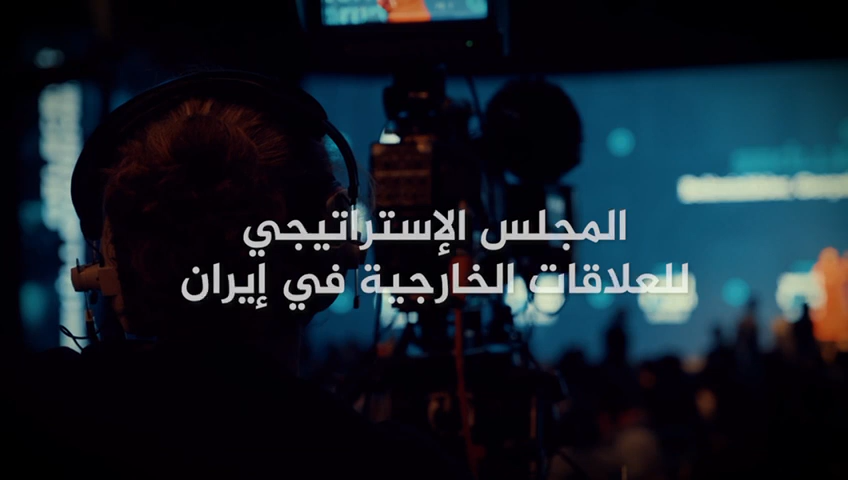 المجلس الإستراتيجي
للعلاقات الخارجية في إيران